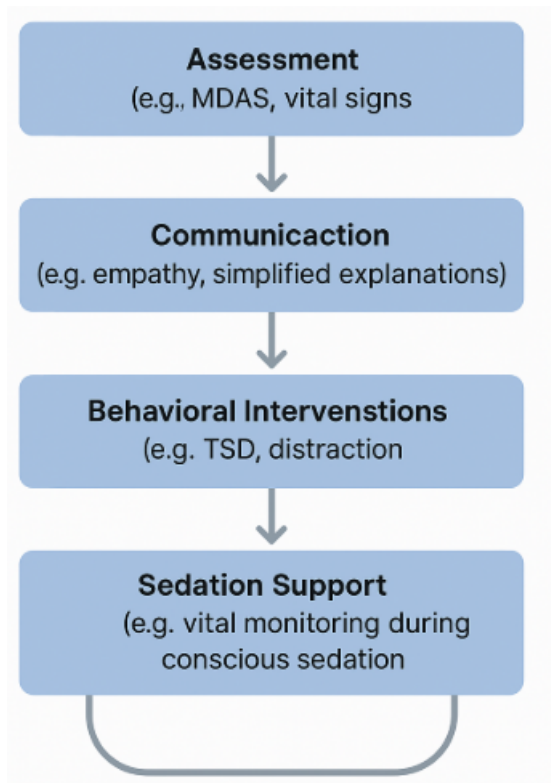 Assessment
(e.g., MDAS, vital signs
Communicaction
(e.g. empathy, simplified explanations)
Behavioral Intervenstions
(e.g. TSD, distraction
Sedation Support
(e.g. vital monitoring during
conscious sedation